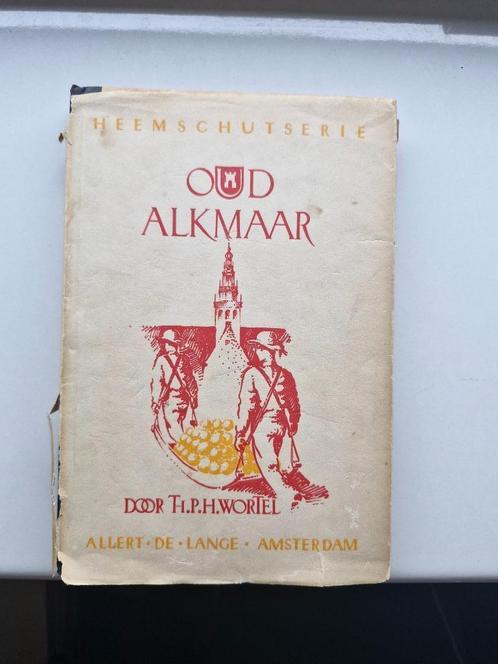 HEEMSCHUTSERIE
OUD
ALKMAAR
DOOR TH.P.H.WORTEL
ALLERT · DE · LANGE · AMSTERDAM